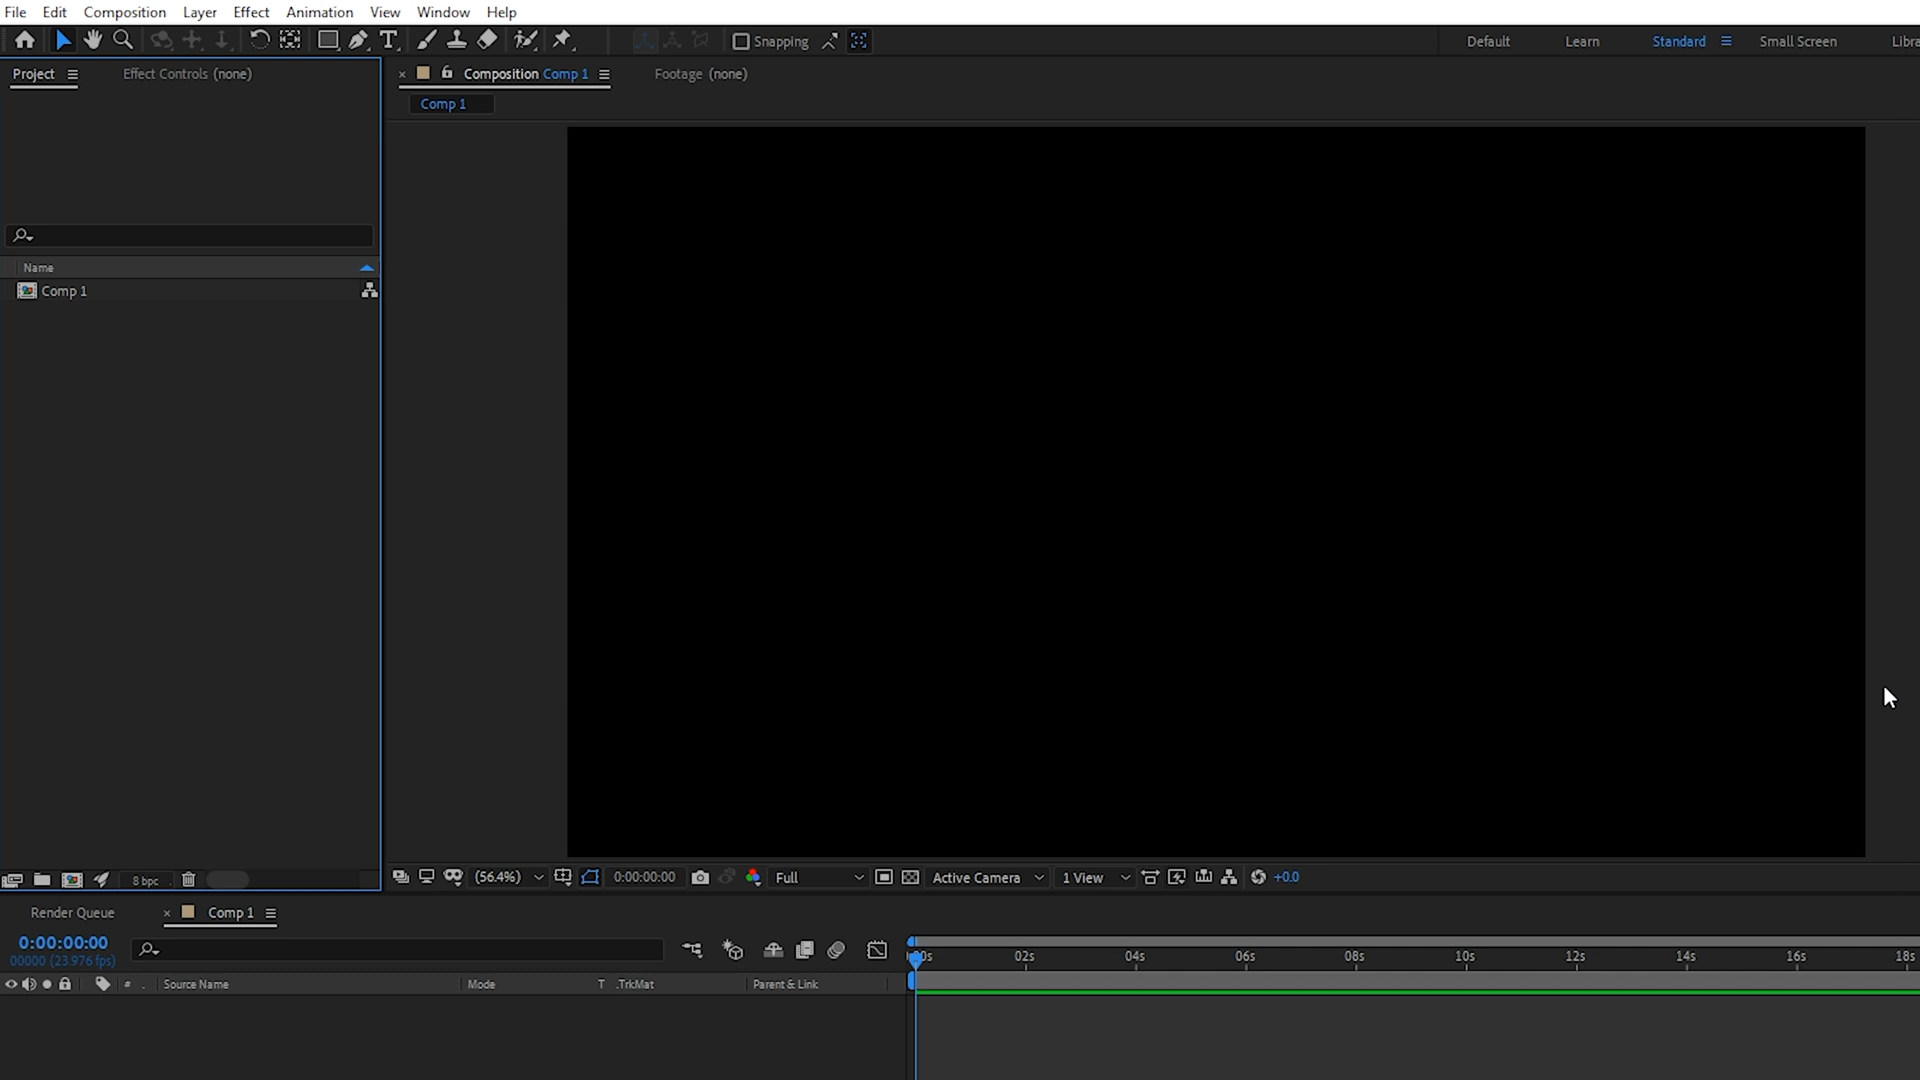 File Edit Composition Layer Effect Animation View Window Help
Snapping Default Learn Standard Small Screen Libra
Project Effect Controls (none) Composition Comp 1 Footage (none)
Comp 1
Name
Comp 1
8 bpc (56.4%) 0:00:00:00 Full Active Camera 1 View +0.0
Render Queue Comp 1
0:00:00:00
00000 (23.976 fps)
02s 04s 06s 08s 10s 12s 14s 16s 18s
# Source Name Mode T .TrkMat Parent & Link